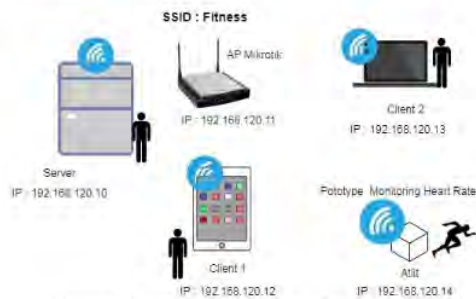 SSID : Fitness
AP Mikrotik
IP : 192.168.120.11
Client 2
IP : 192.168.120.13
Server
IP : 192.168.120.10
Pototype Monitoring Heart Rate
Client 1
IP : 192.168.120.12
Atlit
IP : 192.168.120.14